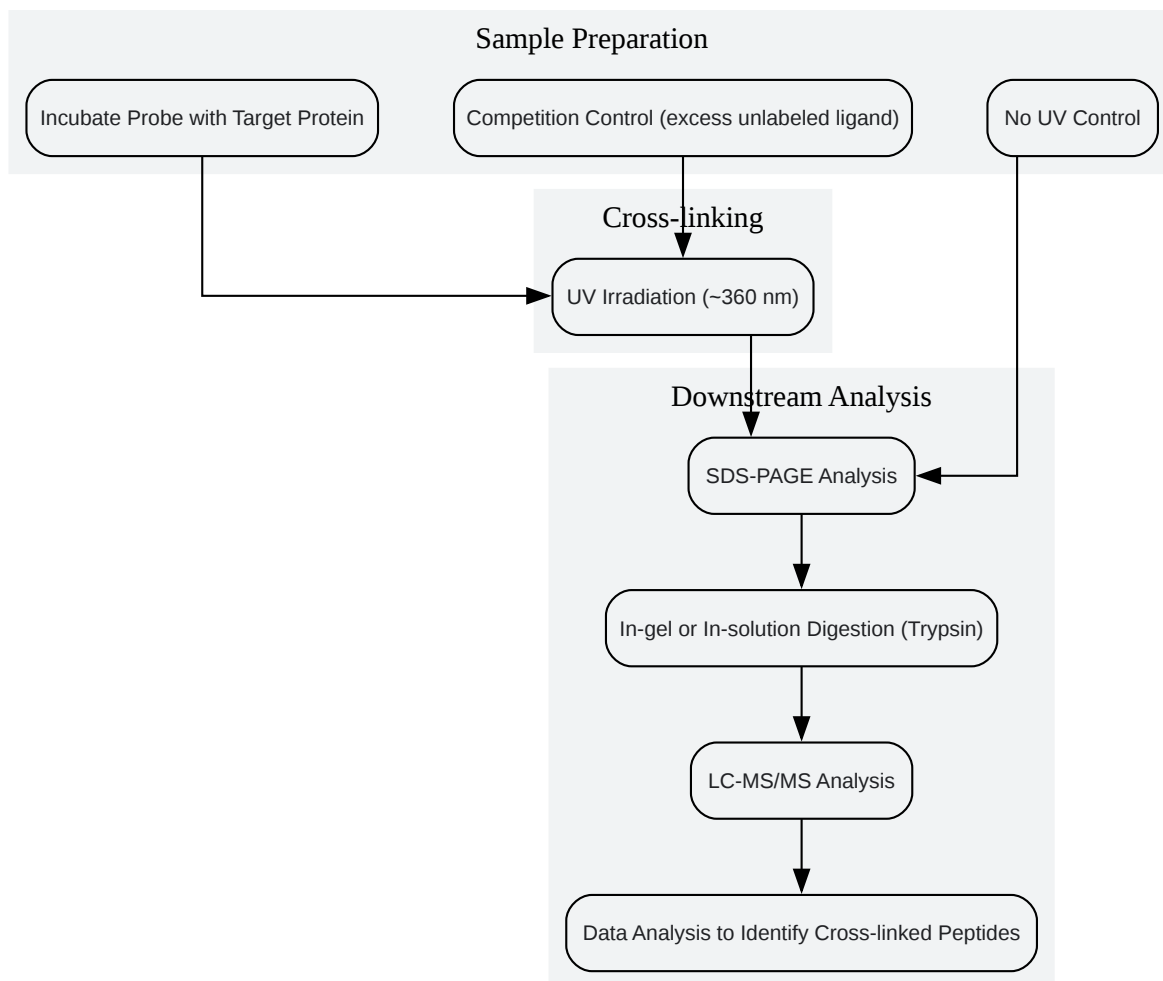 Sample Preparation
Incubate Probe with Target Protein
Competition Control (excess unlabeled ligand)
No UV Control
Cross-linking
UV Irradiation (~360 nm)
Downstream Analysis
SDS-PAGE Analysis
In-gel or In-solution Digestion (Trypsin)
LC-MS/MS Analysis
Data Analysis to Identify Cross-linked Peptides